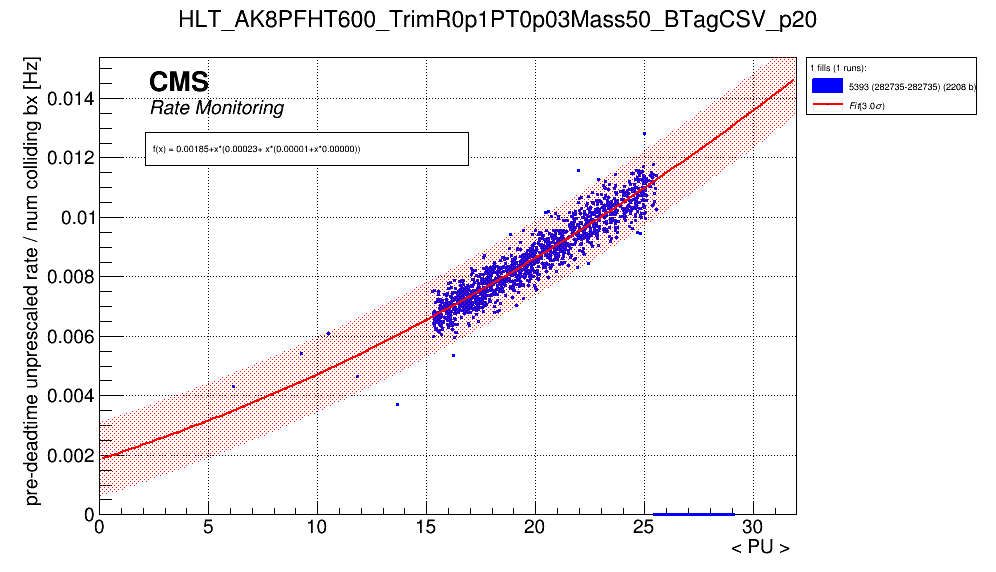 HLT_AK8PFHT600_TrimR0p1PT0p03Mass50_BTagCSV_p20
pre-deadtime unprescaled rate / num colliding bx [Hz]
CMS
Rate Monitoring
f(x) = 0.00185+x*(0.00023+ x*(0.00001+x*0.00000))
1 fills (1 runs):
5393 (282735-282735) (2208 b)
Fit(3.0σ)
0.014
0.012
0.01
0.008
0.006
0.004
0.002
0
0 5 10 15 20 25 30
< PU >